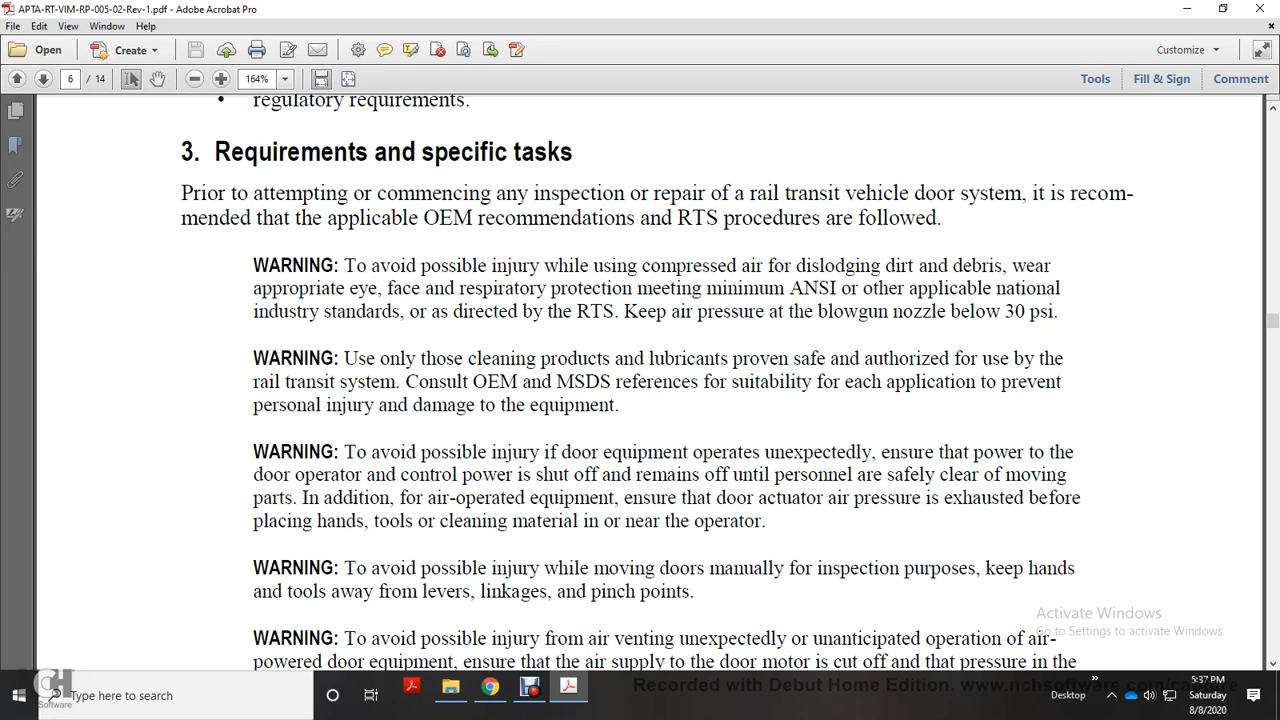 APTA-RT-VIM-RP-005-02-Rev-1.pdf - Adobe Acrobat Pro
File Edit View Window Help
Open Create Customize
6 / 14 164% Tools Fill & Sign Comment
• regulatory requirements.
3. Requirements and specific tasks
Prior to attempting or commencing any inspection or repair of a rail transit vehicle door system, it is recom-
mended that the applicable OEM recommendations and RTS procedures are followed.
WARNING: To avoid possible injury while using compressed air for dislodging dirt and debris, wear
appropriate eye, face and respiratory protection meeting minimum ANSI or other applicable national
industry standards, or as directed by the RTS. Keep air pressure at the blowgun nozzle below 30 psi.
WARNING: Use only those cleaning products and lubricants proven safe and authorized for use by the
rail transit system. Consult OEM and MSDS references for suitability for each application to prevent
personal injury and damage to the equipment.
WARNING: To avoid possible injury if door equipment operates unexpectedly, ensure that power to the
door operator and control power is shut off and remains off until personnel are safely clear of moving
parts. In addition, for air-operated equipment, ensure that door actuator air pressure is exhausted before
placing hands, tools or cleaning material in or near the operator.
WARNING: To avoid possible injury while moving doors manually for inspection purposes, keep hands
and tools away from levers, linkages, and pinch points.
Activate Windows
Go to Settings to activate Windows.
WARNING: To avoid possible injury from air venting unexpectedly or unanticipated operation of air-
powered door equipment, ensure that the air supply to the door motor is cut off and that pressure in the
NCH Software
Type here to search
Recorded with Debut Home Edition. www.nchsoftware.com/capture
Desktop
5:37 PM
Saturday
8/8/2020